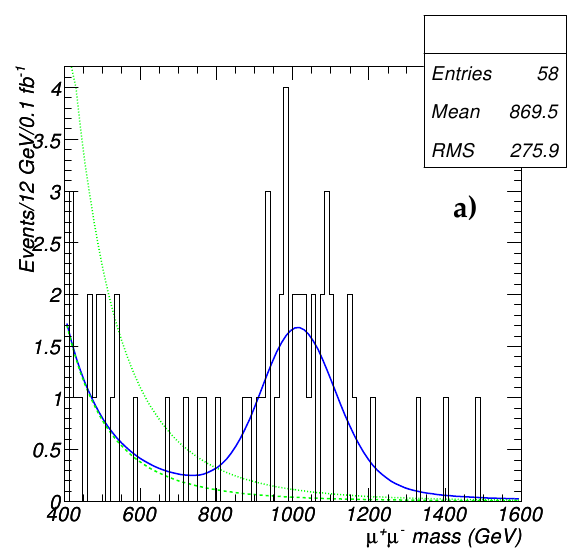 Entries 58
Mean 869.5
RMS 275.9
a)
Events/12 GeV/0.1 fb⁻¹
4
3.5
3
2.5
2
1.5
1
0.5
0
400 600 800 1000 1200 1400 1600
μ⁺μ⁻ mass (GeV)